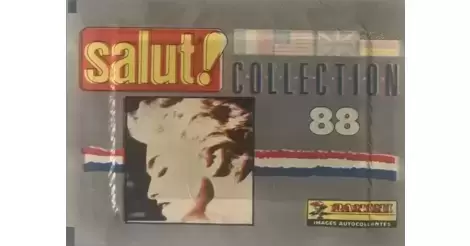 salut!
COLLECTION
88
PANINI
IMAGES AUTOCOLLANTES